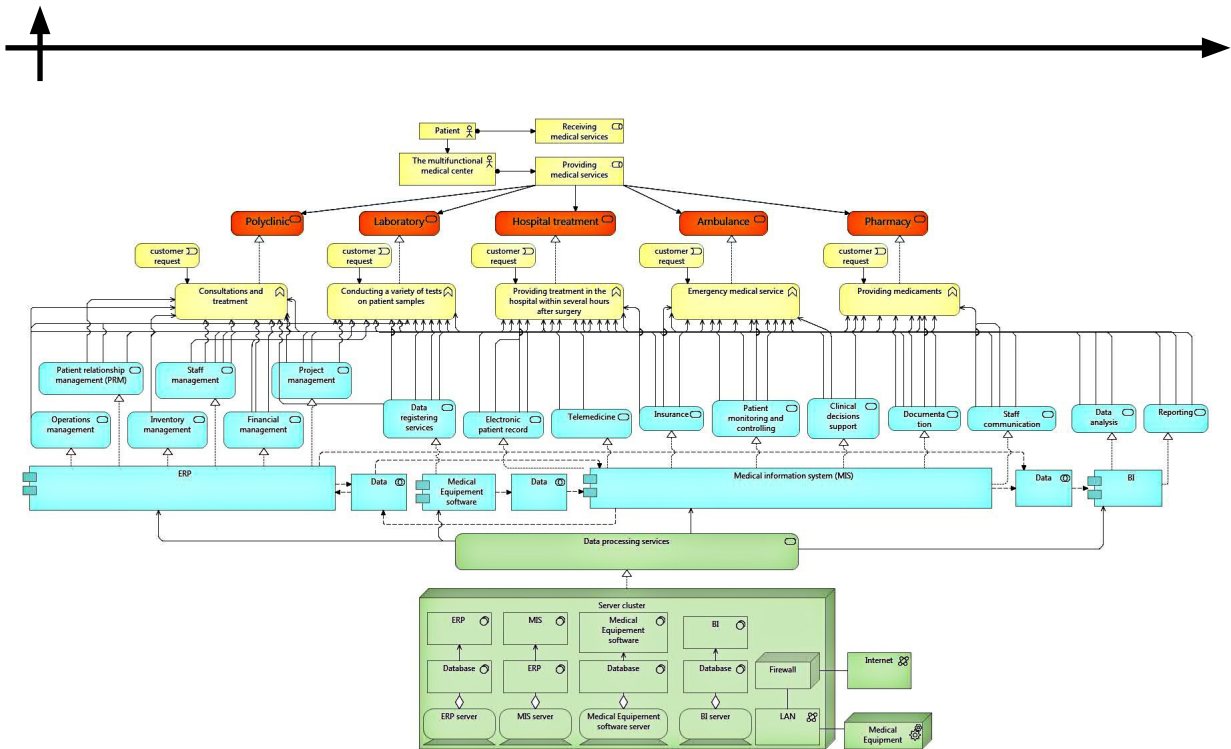 Patient
Receiving
medical services
The multifunctional
medical center
Providing
medical services
Polyclinic
Laboratory
Hospital treatment
Ambulance
Pharmacy
customer
request
customer
request
customer
request
customer
request
customer
request
Consultations and
treatment
Conducting a variety of tests
on patient samples
Providing treatment in the
hospital within several hours
after surgery
Emergency medical service
Providing medicaments
Patient relationship
management (PRM)
Staff
management
Project
management
Operations
management
Inventory
management
Financial
management
Data
registering
services
Electronic
patient record
Telemedicine
Insurance
Patient
monitoring and
controlling
Clinical
decisions
support
Documenta
tion
Staff
communication
Data
analysis
Reporting
ERP
Data
Medical
Equipement
software
Data
Medical information system (MIS)
Data
BI
Data processing services
Server cluster
ERP
MIS
Medical
Equipement
software
BI
Database
ERP
Database
Database
Firewall
Internet
ERP server
MIS server
Medical Equipement
software server
BI server
LAN
Medical
Equipment